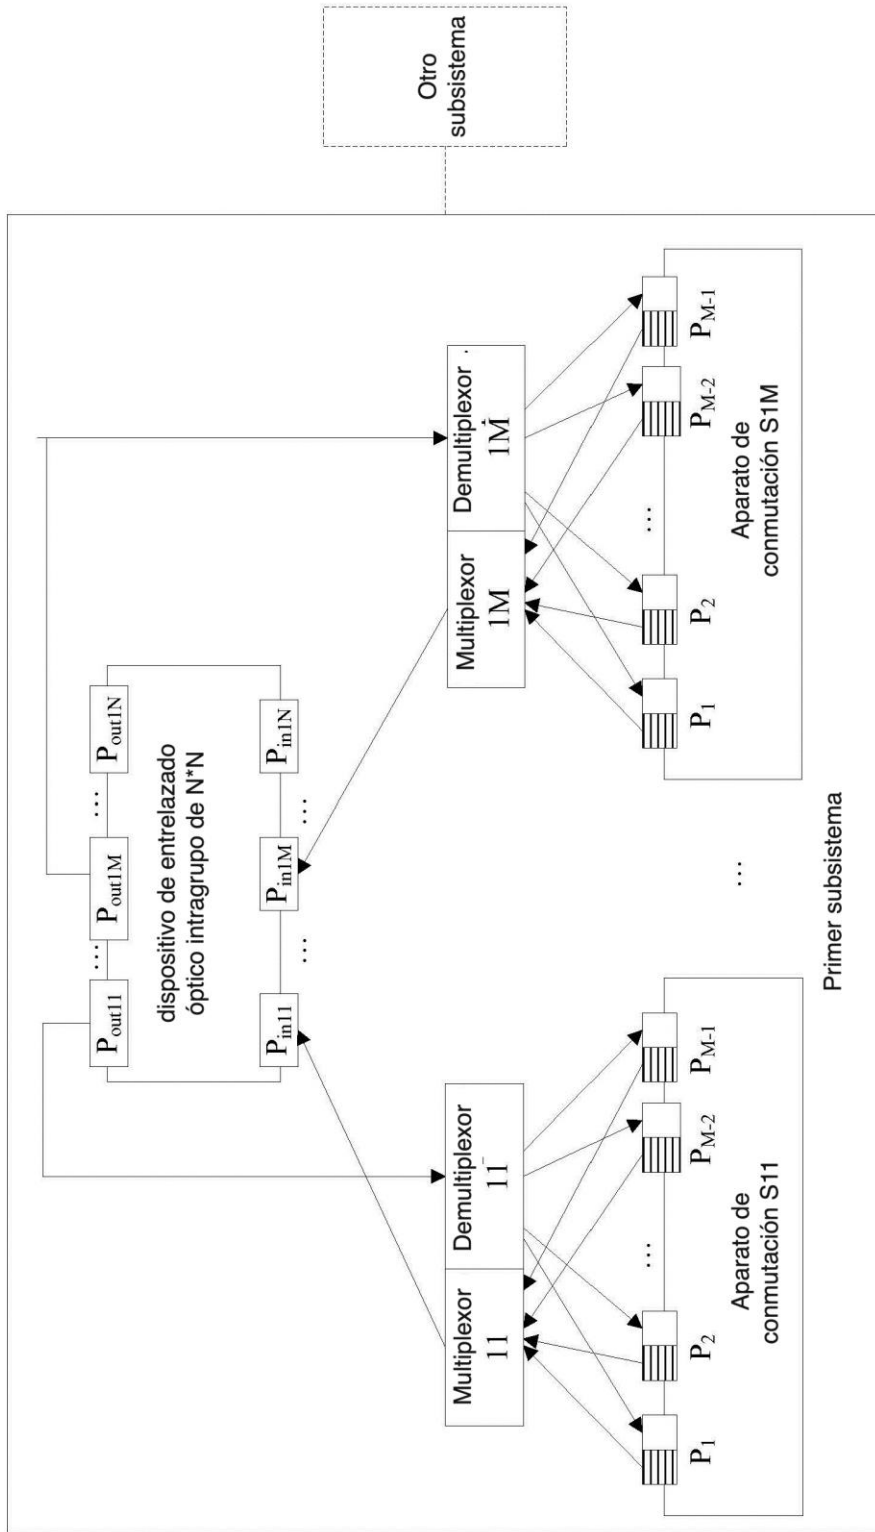 Otro
subsistema
P_out11 ... P_out1M ... P_out1N
dispositivo de entrelazado
óptico intragrupo de N*N
P_in11 ... P_in1M ... P_in1N
Multiplexor
11
Demultiplexor
11
Multiplexor
1M
Demultiplexor
1M
P_1 P_2 ... P_M-2 P_M-1
Aparato de
conmutación S11
...
P_1 P_2 ... P_M-2 P_M-1
Aparato de
conmutación S1M
Primer subsistema